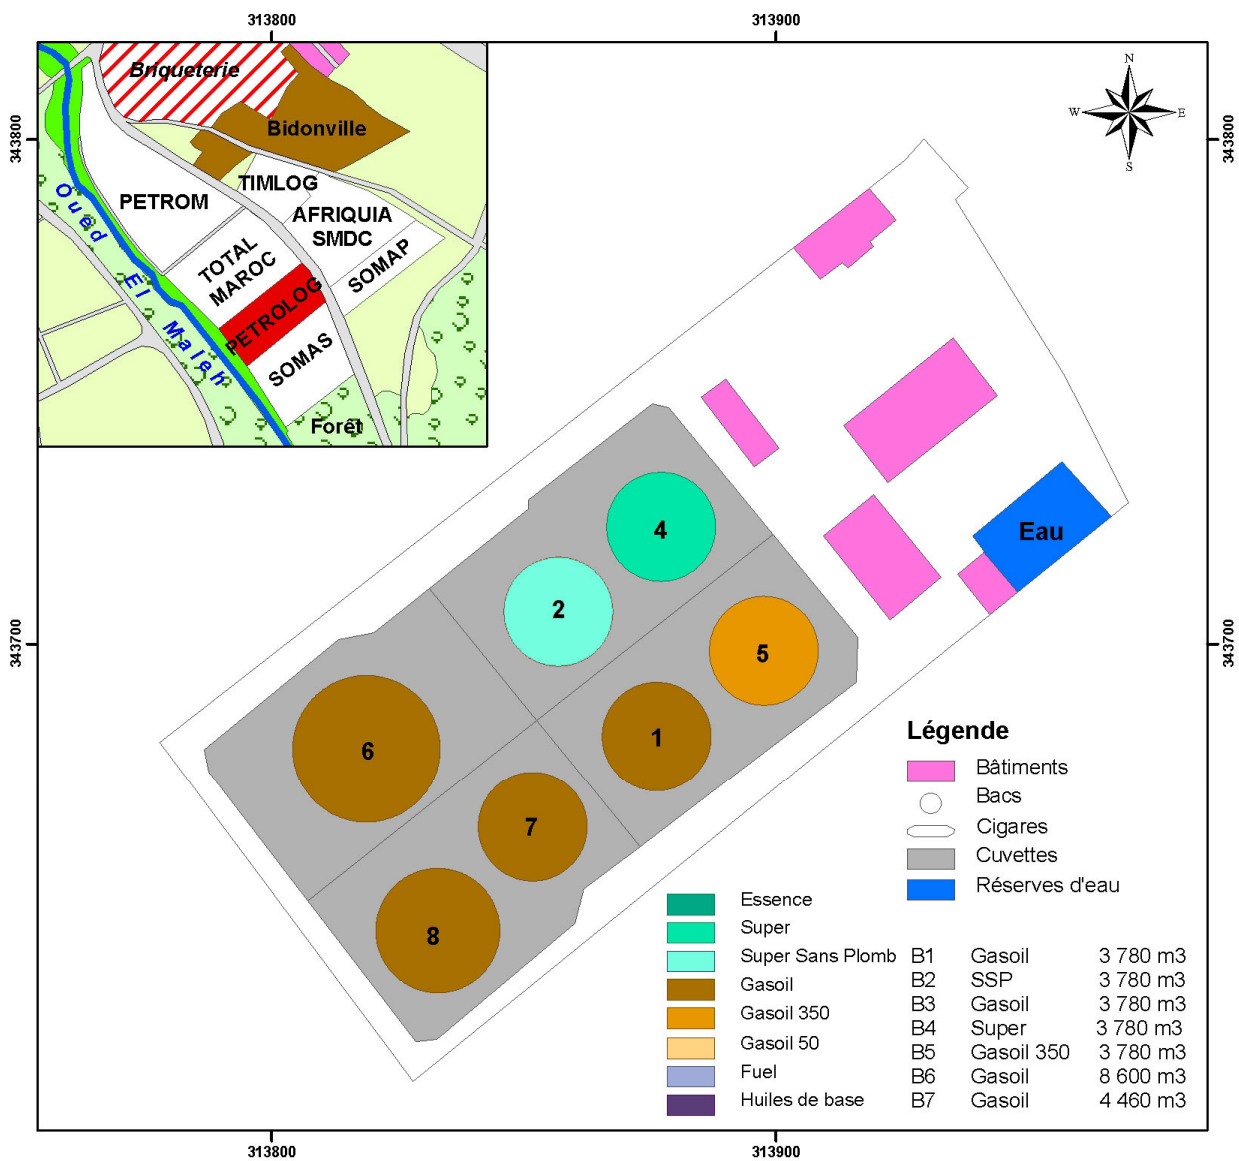 313800
313900
343800
343800
343700
343700
313800
313900
N
W
E
S
Briqueterie
Bidonville
TIMLOG
PETROM
AFRIQUIA
SMDC
TOTAL
MAROC
SOMAP
PETROLOG
SOMAS
Forêt
Oued El Maleh
4
2
5
6
1
7
8
Eau
Légende
Bâtiments
Bacs
Cigares
Cuvettes
Réserves d'eau
Essence
Super
Super Sans Plomb
Gasoil
Gasoil 350
Gasoil 50
Fuel
Huiles de base
B1 Gasoil 3 780 m3
B2 SSP 3 780 m3
B3 Gasoil 3 780 m3
B4 Super 3 780 m3
B5 Gasoil 350 3 780 m3
B6 Gasoil 8 600 m3
B7 Gasoil 4 460 m3